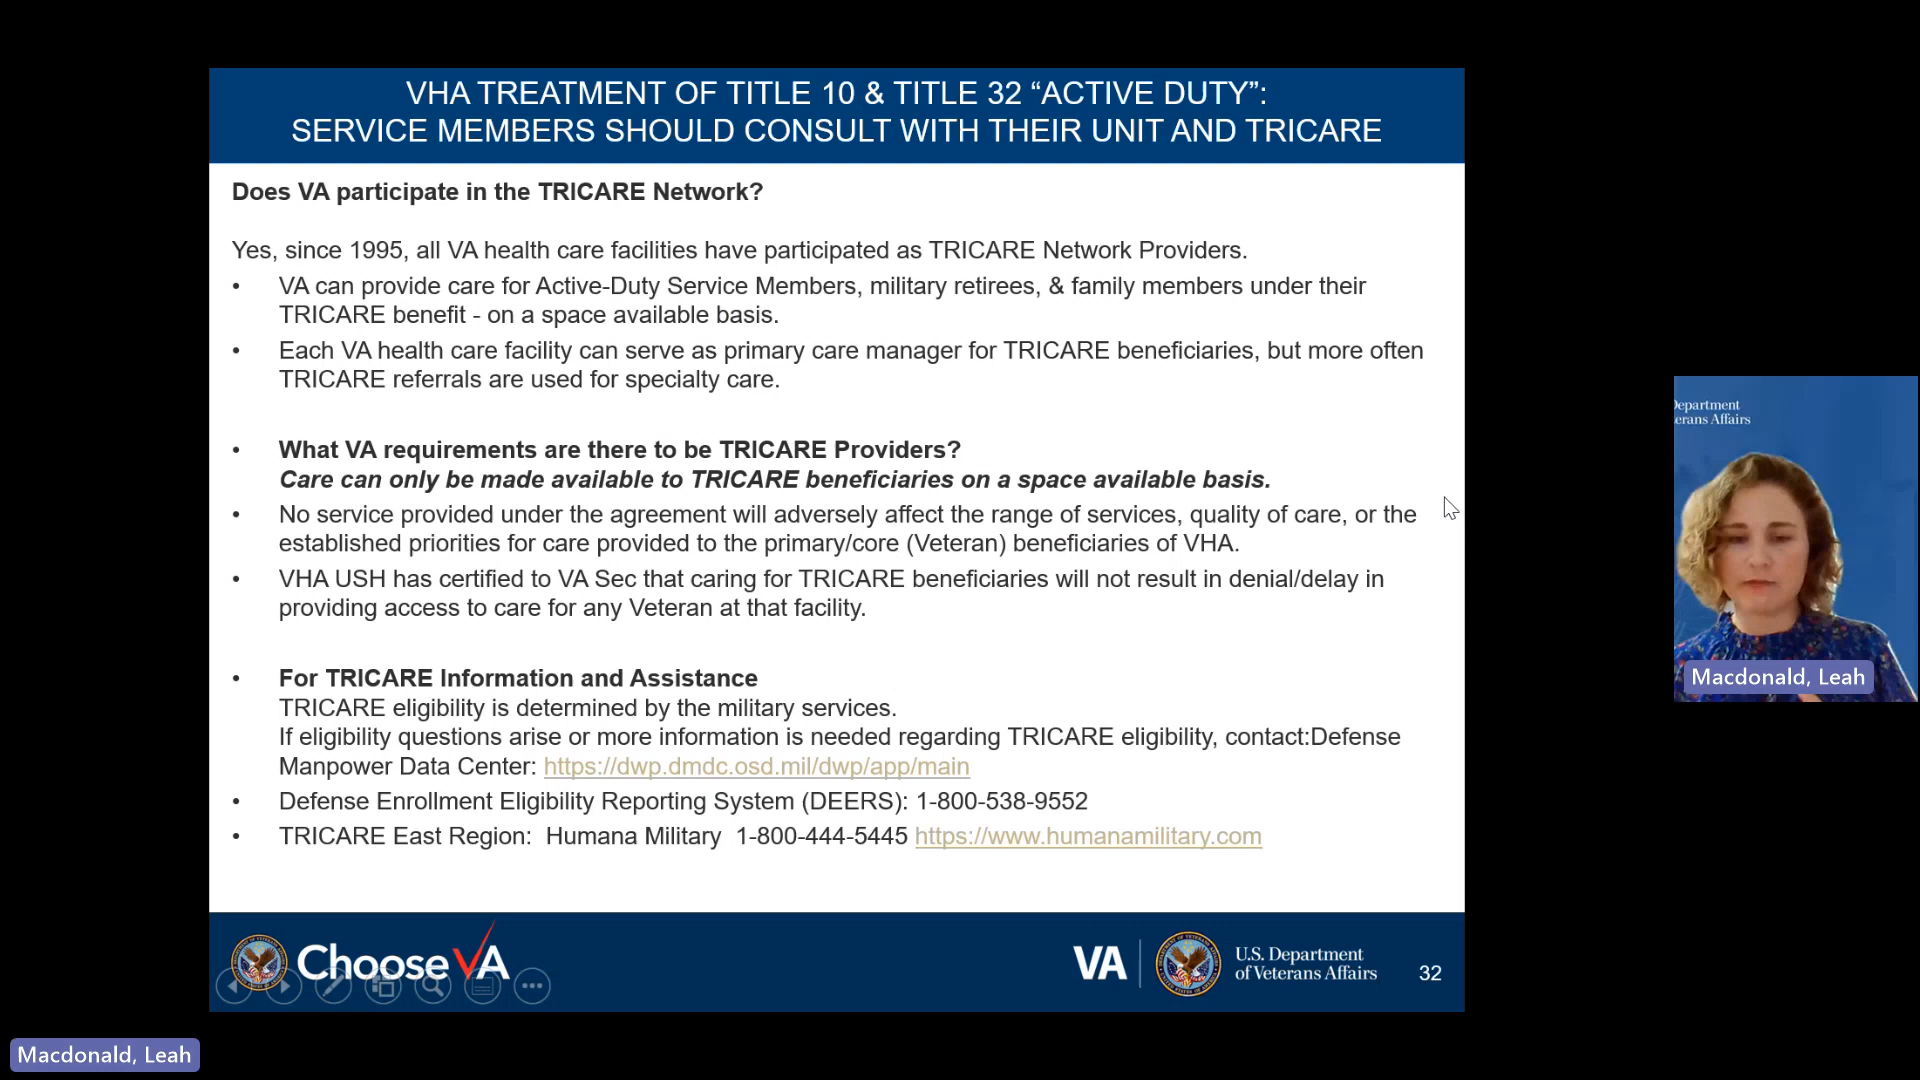 VHA TREATMENT OF TITLE 10 & TITLE 32 “ACTIVE DUTY”:
SERVICE MEMBERS SHOULD CONSULT WITH THEIR UNIT AND TRICARE
Does VA participate in the TRICARE Network?
Yes, since 1995, all VA health care facilities have participated as TRICARE Network Providers.
• VA can provide care for Active-Duty Service Members, military retirees, & family members under their
TRICARE benefit - on a space available basis.
• Each VA health care facility can serve as primary care manager for TRICARE beneficiaries, but more often
TRICARE referrals are used for specialty care.
• What VA requirements are there to be TRICARE Providers?
Care can only be made available to TRICARE beneficiaries on a space available basis.
• No service provided under the agreement will adversely affect the range of services, quality of care, or the
established priorities for care provided to the primary/core (Veteran) beneficiaries of VHA.
• VHA USH has certified to VA Sec that caring for TRICARE beneficiaries will not result in denial/delay in
providing access to care for any Veteran at that facility.
• For TRICARE Information and Assistance
TRICARE eligibility is determined by the military services.
If eligibility questions arise or more information is needed regarding TRICARE eligibility, contact:Defense
Manpower Data Center: https://dwp.dmdc.osd.mil/dwp/app/main
• Defense Enrollment Eligibility Reporting System (DEERS): 1-800-538-9552
• TRICARE East Region: Humana Military 1-800-444-5445 https://www.humanamilitary.com
Choose VA
VA
U.S. Department
of Veterans Affairs
32
epartment
erans Affairs
Macdonald, Leah
Macdonald, Leah